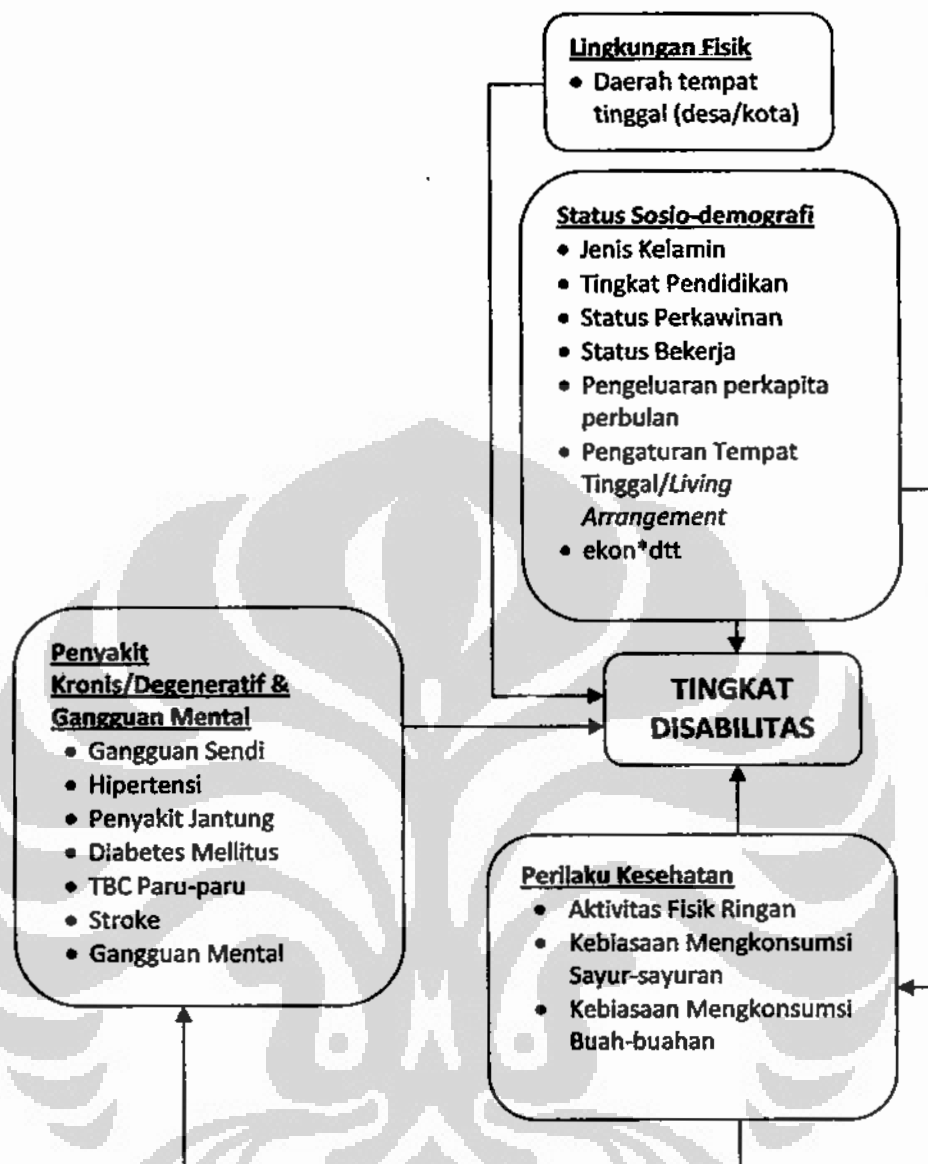 Lingkungan Fisik
• Daerah tempat
tinggal (desa/kota)
Status Sosio-demografi
• Jenis Kelamin
• Tingkat Pendidikan
• Status Perkawinan
• Status Bekerja
• Pengeluaran perkapita
perbulan
• Pengaturan Tempat
Tinggal/Living
Arrangement
• ekon*dtt
Penyakit
Kronis/Degeneratif &
Gangguan Mental
• Gangguan Sendi
• Hipertensi
• Penyakit Jantung
• Diabetes Mellitus
• TBC Paru-paru
• Stroke
• Gangguan Mental
TINGKAT
DISABILITAS
Perilaku Kesehatan
• Aktivitas Fisik Ringan
• Kebiasaan Mengkonsumsi
Sayur-sayuran
• Kebiasaan Mengkonsumsi
Buah-buahan